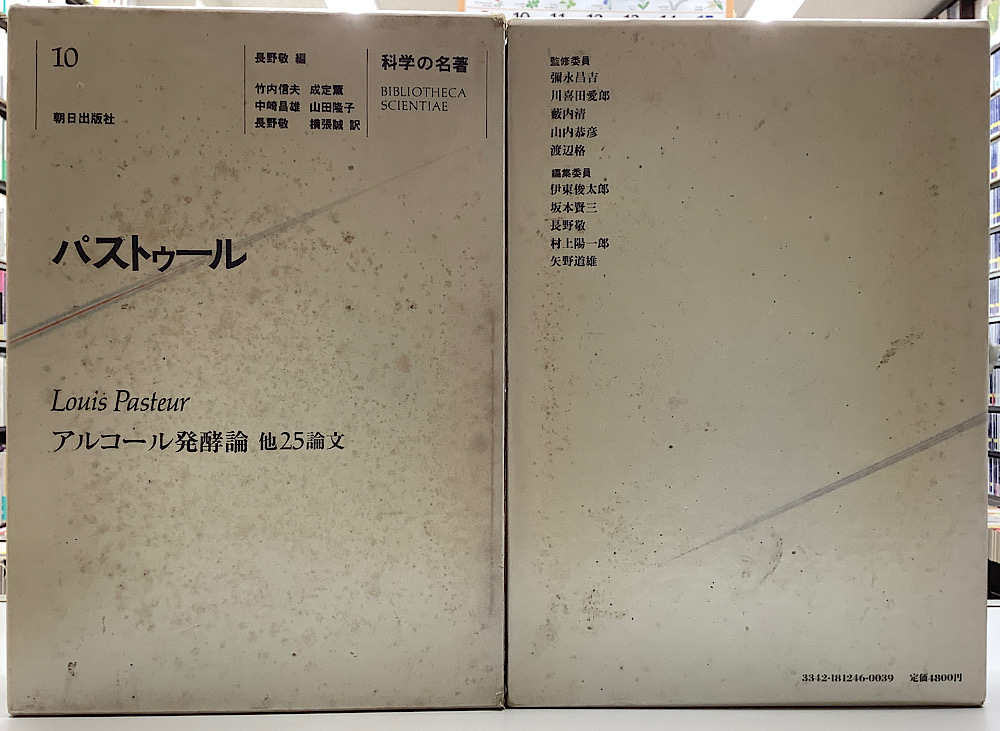 10
朝日出版社
長野敬 編
竹内信夫 成定薫
中崎昌雄 山田隆子
長野敬 横張誠 訳
科学の名著
BIBLIOTHECA
SCIENTIAE
パストゥール
Louis Pasteur
アルコール発酵論 他25論文
監修委員
彌永昌吉
川喜田愛郎
藪内清
山内恭彦
渡辺格
編集委員
伊東俊太郎
坂本賢三
長野敬
村上陽一郎
矢野道雄
3342-181246-0039 定価4800円